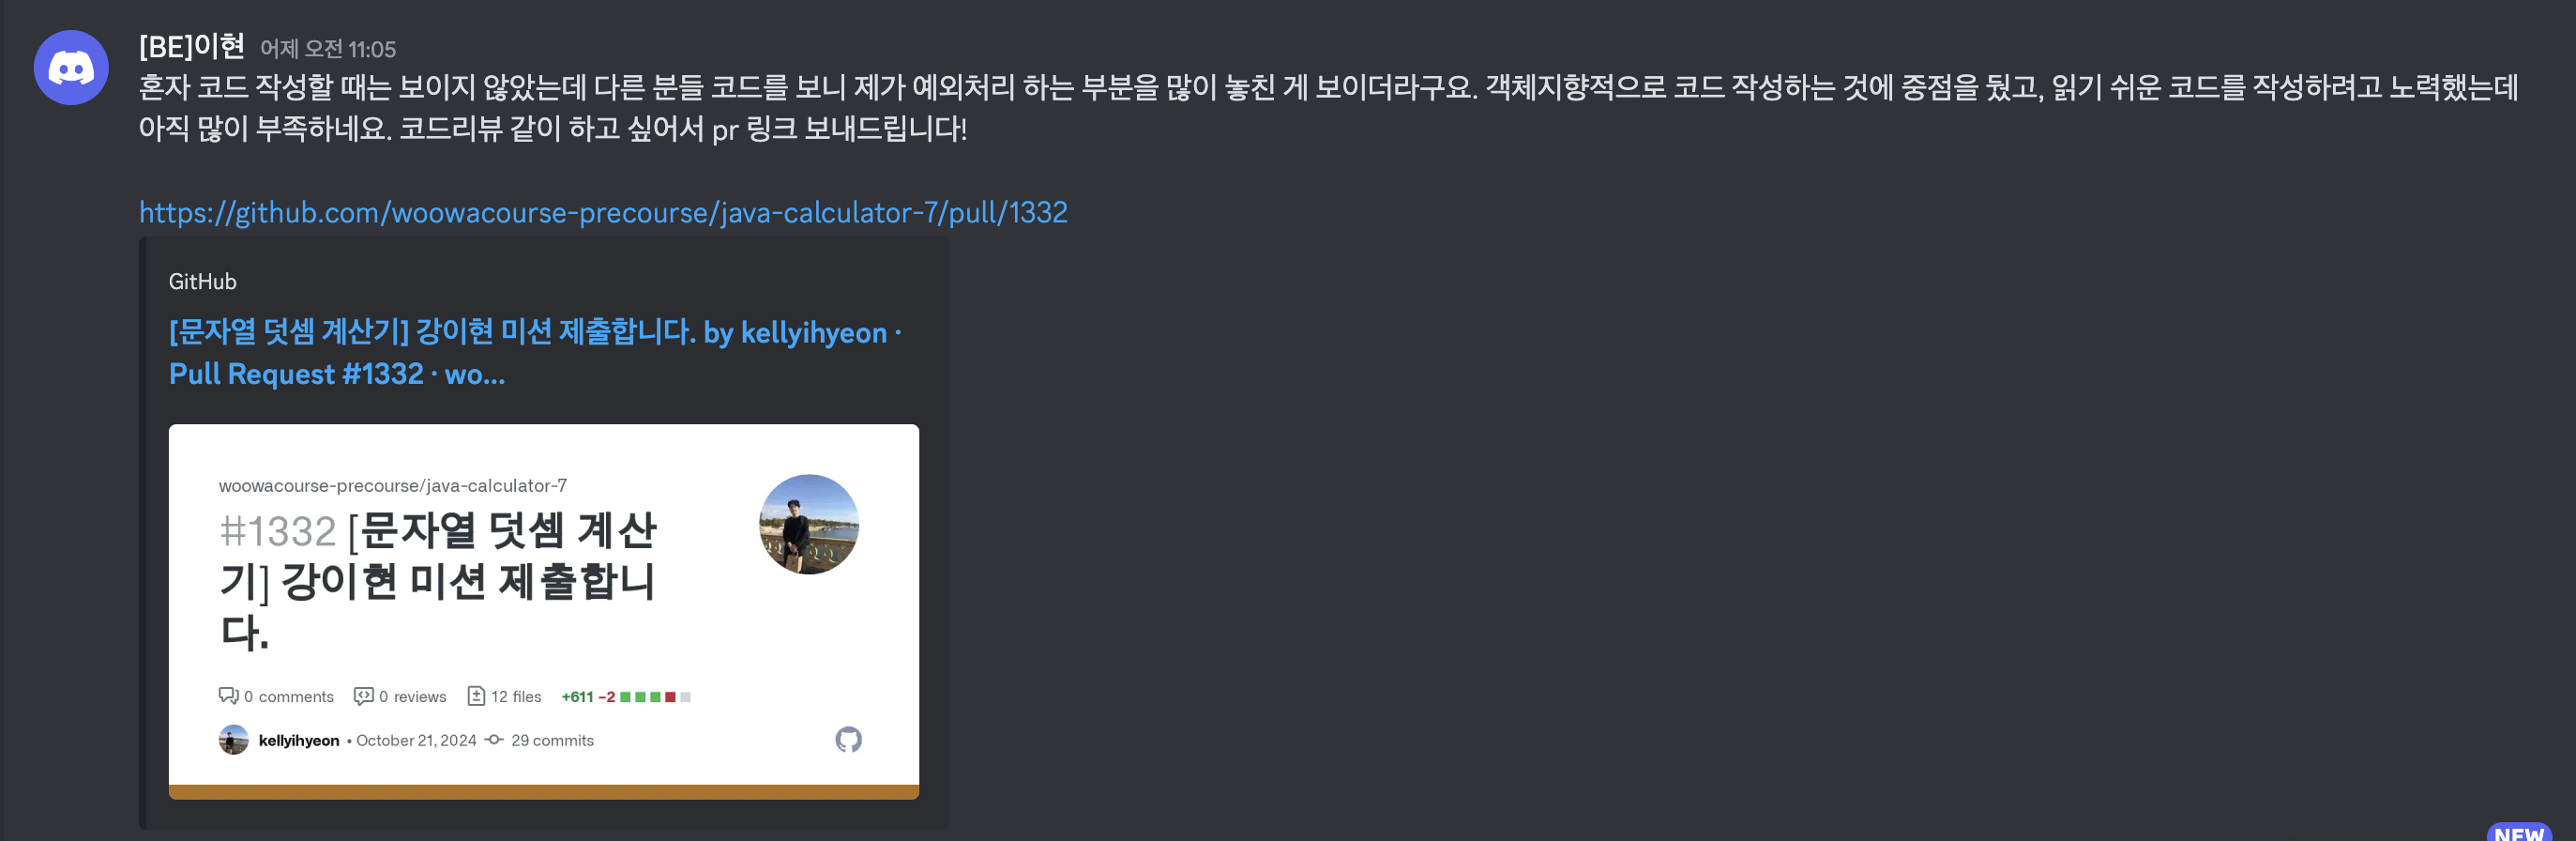 [BE]이현 어제 오전 11:05
혼자 코드 작성할 때는 보이지 않았는데 다른 분들 코드를 보니 제가 예외처리 하는 부분을 많이 놓친 게 보이더라구요. 객체지향적으로 코드 작성하는 것에 중점을 뒀고, 읽기 쉬운 코드를 작성하려고 노력했는데
아직 많이 부족하네요. 코드리뷰 같이 하고 싶어서 pr 링크 보내드립니다!
https://github.com/woowacourse-precourse/java-calculator-7/pull/1332
GitHub
[문자열 덧셈 계산기] 강이현 미션 제출합니다. by kellyihyeon ·
Pull Request #1332 · wo...
woowacourse-precourse/java-calculator-7
#1332 [문자열 덧셈 계산
기] 강이현 미션 제출합니
다.
0 comments 0 reviews 12 files +611 −2
kellyihyeon • October 21, 2024 29 commits
NEW